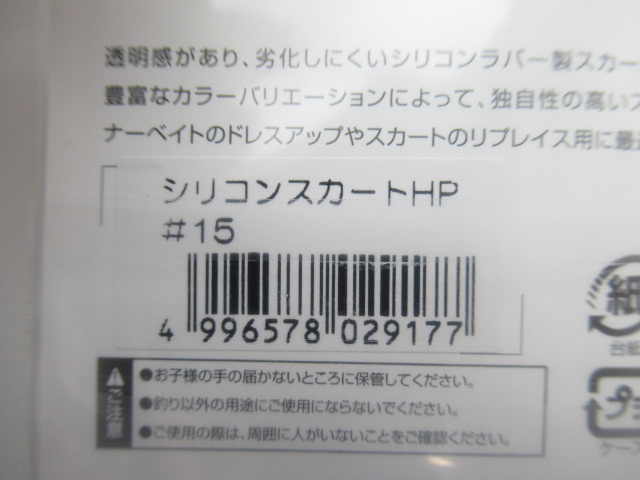 透明感があり、劣化しにくいシリコンラバー製スカー
豊富なカラーバリエーションによって、独自性の高い
ナーベイトのドレスアップやスカートのリプレイス用に最適
シリコンスカートHP
#15
4 996578 029177
ご注意
●お子様の手の届かないところに保管してください。
●釣り以外の用途にご使用にならないでください。
●ご使用の際は、周囲に人がいないことをご確認ください。
紙
台紙
プラ
ケース